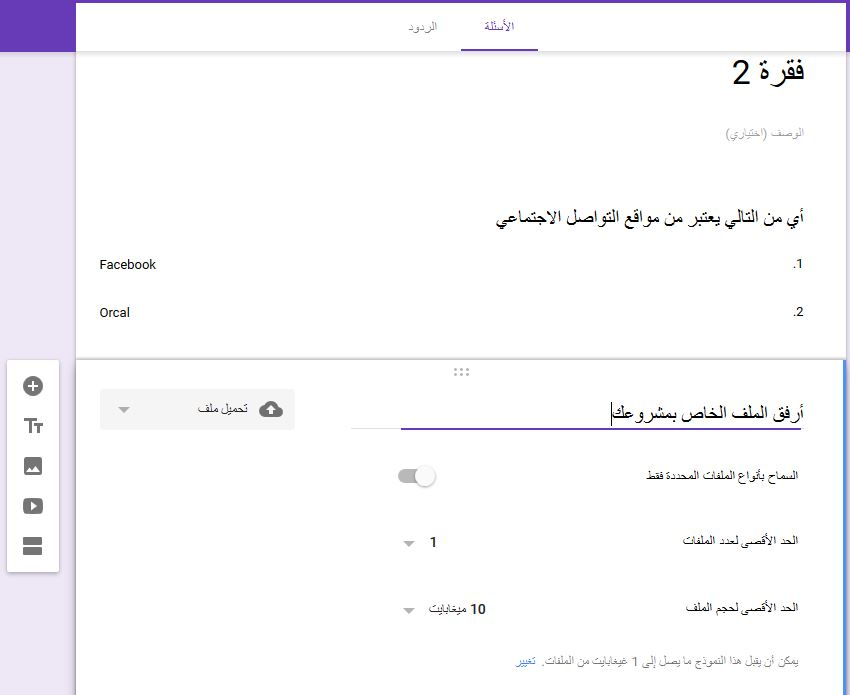 الأسئلة الردود
فقرة 2
الوصف (اختياري)
أي من التالي يعتبر من مواقع التواصل الاجتماعي
1. Facebook
2. Orcal
أرفق الملف الخاص بمشروعك تحميل ملف
السماح بأنواع الملفات المحددة فقط
الحد الأقصى لعدد الملفات 1
الحد الأقصى لحجم الملف 10 ميغابايت
يمكن أن يقبل هذا النموذج ما يصل إلى 1 غيغابايت من الملفات. تغيير